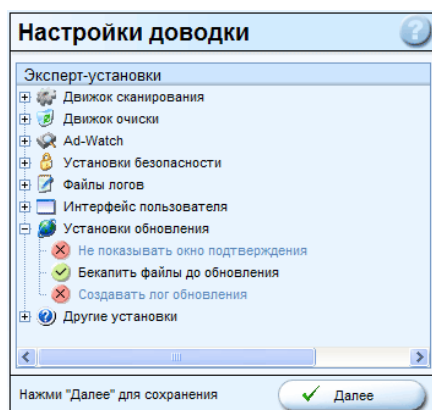 Настройки доводки
?
Эксперт-установки
Движок сканирования
Движок очиски
Ad-Watch
Установки безопасности
Файлы логов
Интерфейс пользователя
Установки обновления
Не показывать окно подтверждения
Бекапить файлы до обновления
Создавать лог обновления
Другие установки
Нажми "Далее" для сохранения
Далее